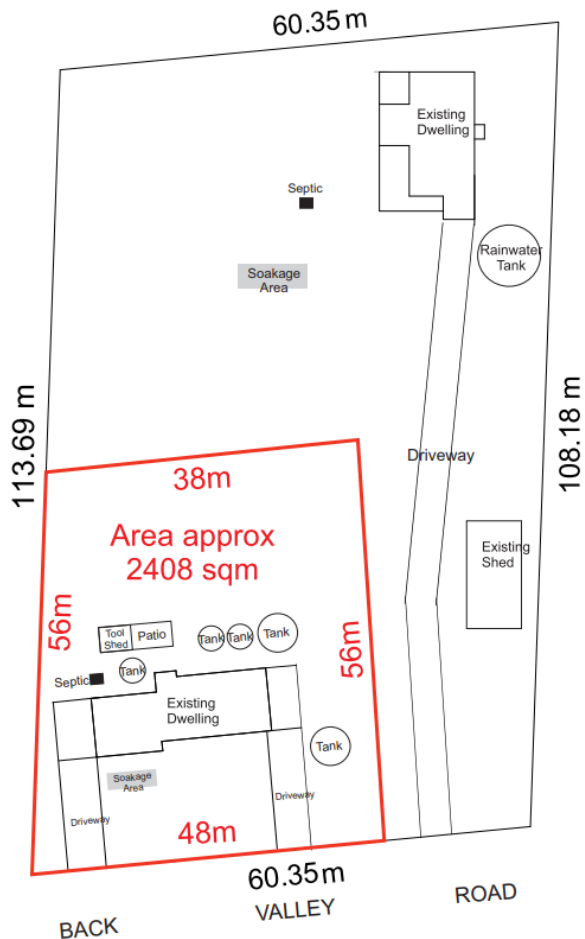 60.35 m
Existing
Dwelling
Septic
Rainwater
Tank
Soakage
Area
113.69 m
108.18 m
Driveway
38m
Area approx
2408 sqm
Existing
Shed
56m
56m
Tool
Shed
Patio
Tank
Tank
Tank
Tank
Septic
Existing
Dwelling
Tank
Soakage
Area
Driveway
Driveway
48m
60.35m
BACK VALLEY ROAD